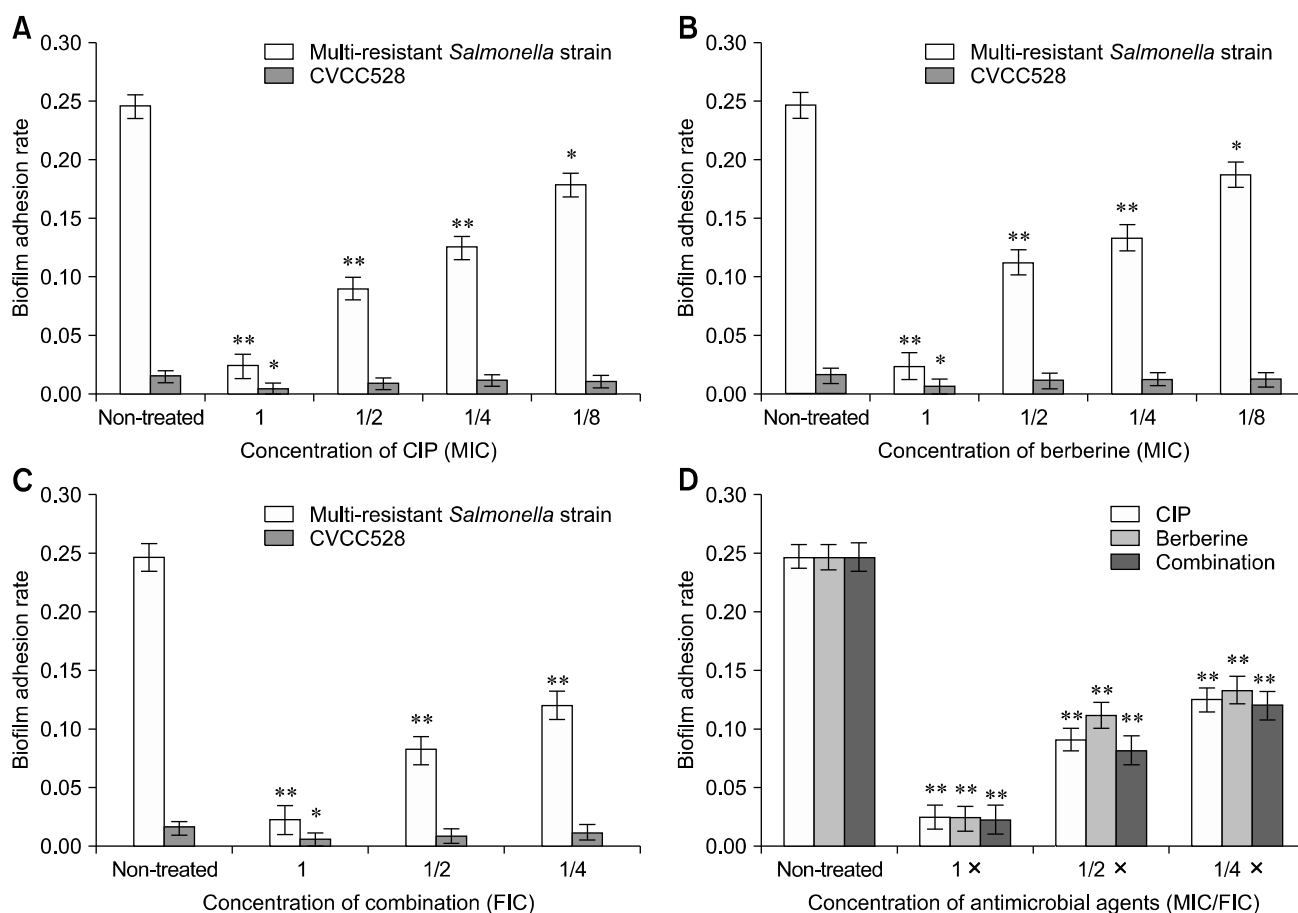 A
0.30
0.25
0.20
0.15
0.10
0.05
0.00
Biofilm adhesion rate
Multi-resistant Salmonella strain
CVCC528
**
*
**
**
*
Non-treated 1 1/2 1/4 1/8
Concentration of CIP (MIC)
B
0.30
0.25
0.20
0.15
0.10
0.05
0.00
Biofilm adhesion rate
Multi-resistant Salmonella strain
CVCC528
**
*
**
**
*
Non-treated 1 1/2 1/4 1/8
Concentration of berberine (MIC)
C
0.30
0.25
0.20
0.15
0.10
0.05
0.00
Biofilm adhesion rate
Multi-resistant Salmonella strain
CVCC528
**
*
**
**
Non-treated 1 1/2 1/4
Concentration of combination (FIC)
D
0.30
0.25
0.20
0.15
0.10
0.05
0.00
Biofilm adhesion rate
CIP
Berberine
Combination
** ** **
** ** **
** ** **
Non-treated 1 × 1/2 × 1/4 ×
Concentration of antimicrobial agents (MIC/FIC)